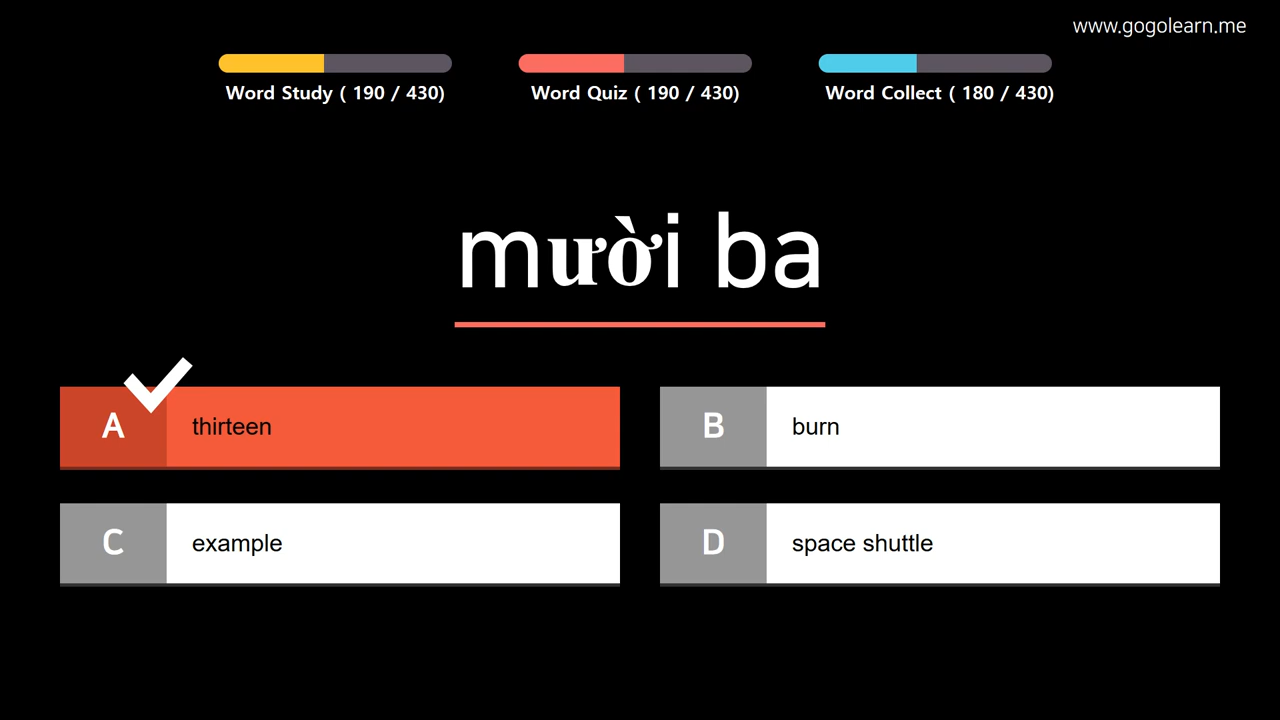 www.gogolearn.me
Word Study ( 190 / 430)
Word Quiz ( 190 / 430)
Word Collect ( 180 / 430)
mười ba
A thirteen
B burn
C example
D space shuttle